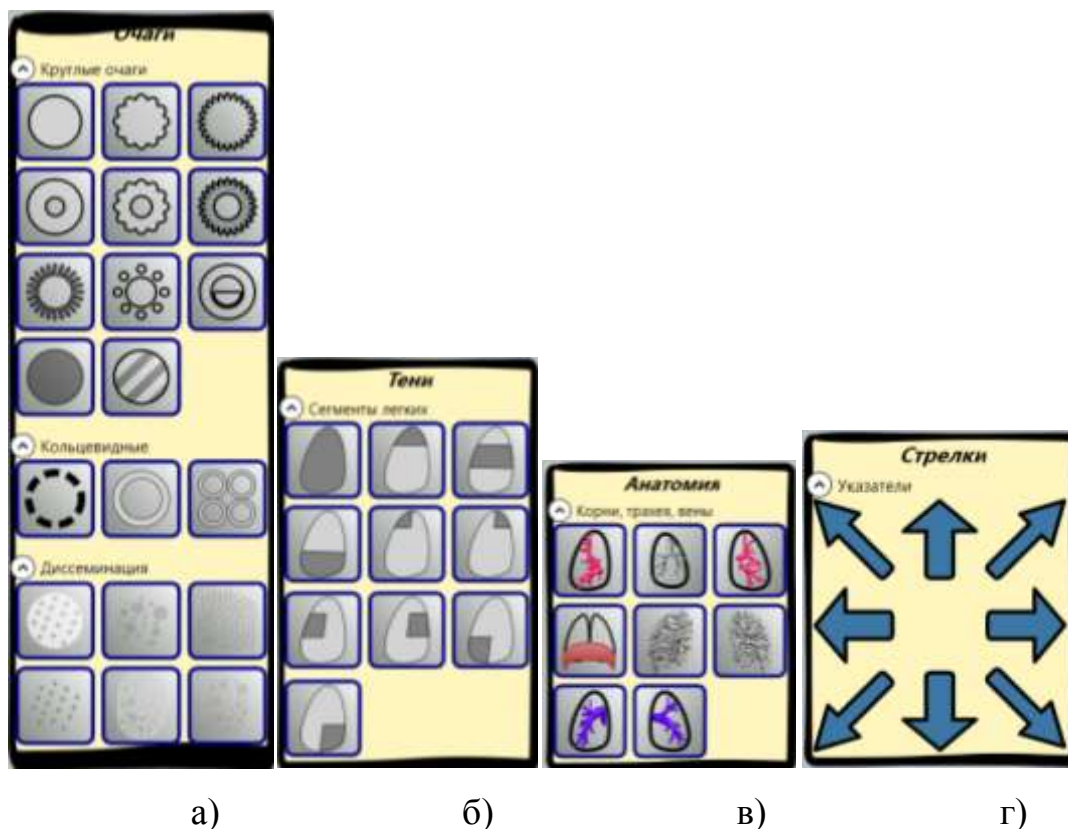 Очаги
Круглые очаги
Кольцевидные
Диссеминация
Тени
Сегменты легких
Анатомия
Корни, трахея, вены
Стрелки
Указатели
а) б) в) г)